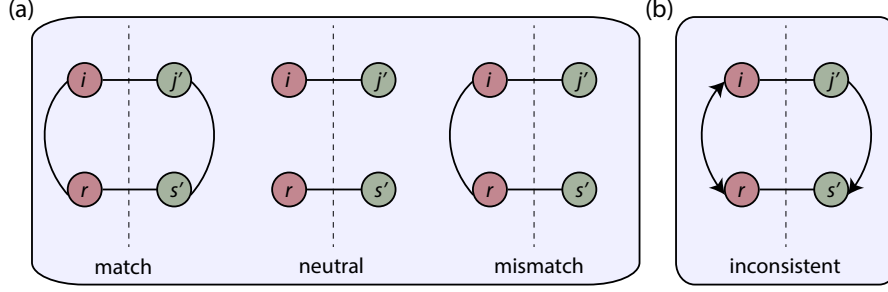 (a) (b)
i j′ i j′ i j′ i j′
r s′ r s′ r s′ r s′
match neutral mismatch inconsistent